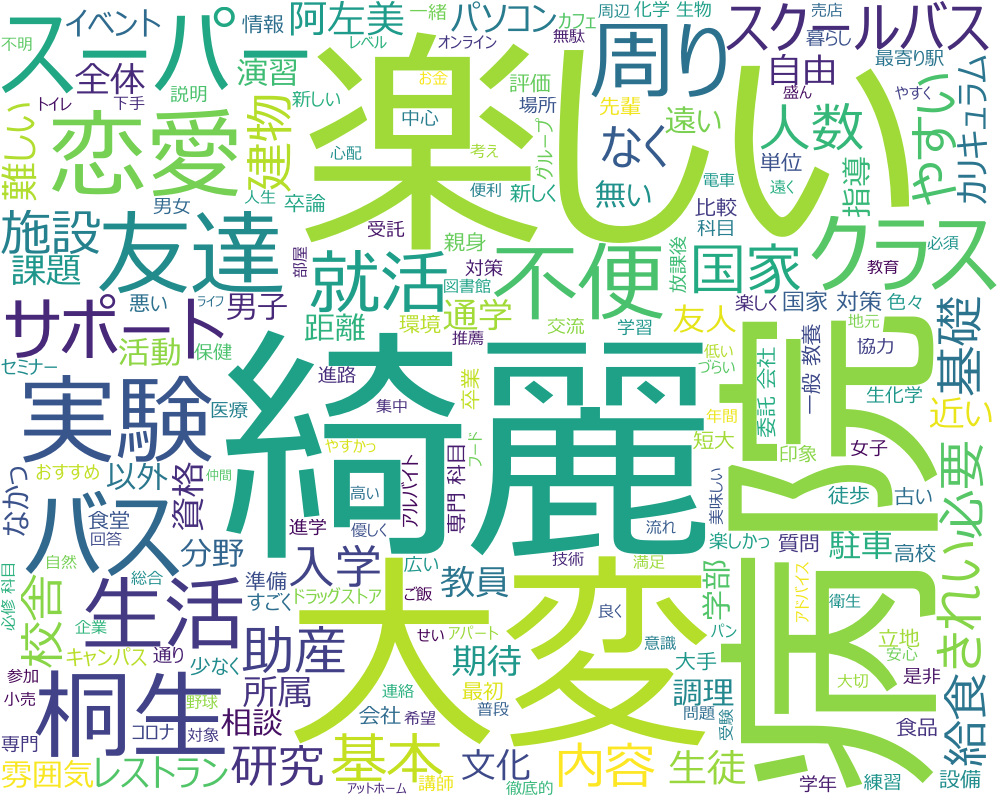 不明
イベント
情報
阿左美
一緒
パソコン
周辺
化学 生物
売店
スーパー
楽しい
レベル
オンライン
カフェ
無駄
周り
スクールバス
暮らし
最寄り駅
全体
演習
説明
お金
評価
自由
盛ん
やすく
トイレ
下手
新しい
中心
場所
先輩
人数
やすい
カリキュラム
難しい
恋愛
建物
心配
考え
グループ
なく
遠い
単位
指導
人生
卒論
便利
新しく
無い
電車
遠く
男女
受託
比較
科目
施設
友達
部屋
親身
対策
放課後
クラス
必須
課題
就活
不便
国家
教育
悪い
ライフ
男子
図書館
楽しく
国家 対策
色々
サポート
距離
環境
通学
交流
学習
友人
地元
セミナー
活動
保健
推薦
低い
づらい
一般 教養
協力
基礎
実験
進路
綺麗
卒業
委託 会社
生化学
医療
集中
年間
短大
印象
女子
近い
病院
おすすめ
以外
資格
仲間
やすかっ
アルバイト
専門 科目
フード
美味しい
徒歩
古い
必要
なかっ
バス
食堂
回答
進学
高い
優しく
流れ
楽しかっ
質問
駐車
高校
分野
入学
広い
技術
満足
自然
総合
準備
すごく
ドラッグストア
ご飯
教員
良く
学部
アドバイス
衛生
きれい
必修 科目
校舎
企業
生活
大変
せい
アパート
意識
パン
立地
安心
キャンパス
通り
少なく
助産
期待
大手
大切
是非
参加
小売
桐生
野球
所属
連絡
最初
普段
調理
問題
受験
食品
給食
専門
コロナ
対象
相談
会社
希望
雰囲気
レストラン
研究
基本
講師
文化
内容
生徒
学年
練習
設備
アットホーム
徹底的